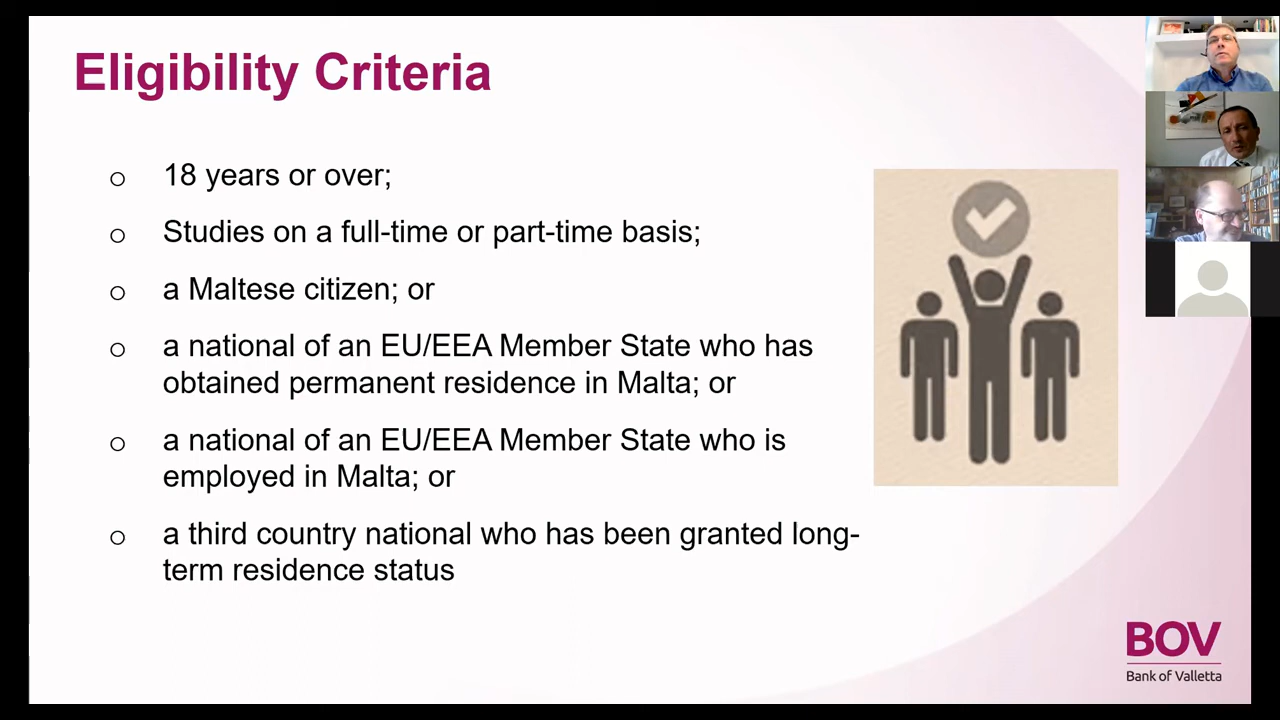 Eligibility Criteria
o 18 years or over;
o Studies on a full-time or part-time basis;
o a Maltese citizen; or
o a national of an EU/EEA Member State who has
obtained permanent residence in Malta; or
o a national of an EU/EEA Member State who is
employed in Malta; or
o a third country national who has been granted long-
term residence status
BOV
Bank of Valletta